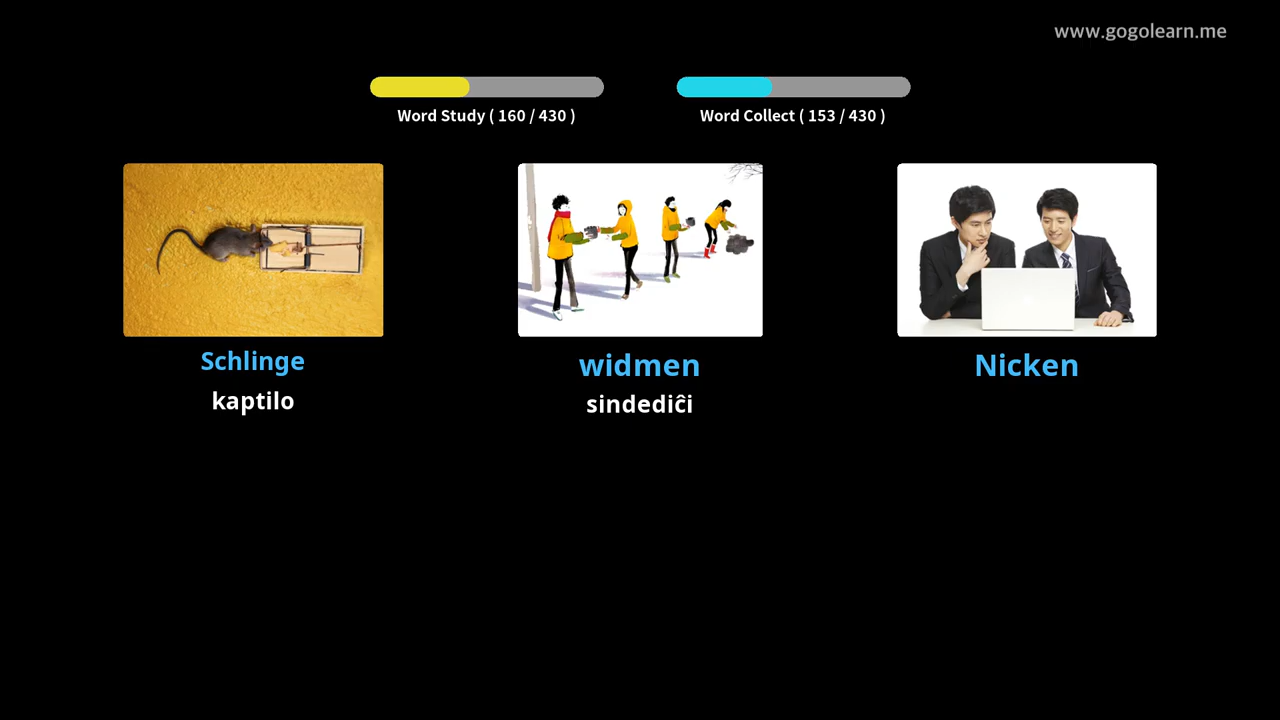 www.gogolearn.me
Word Study ( 160 / 430 )
Word Collect ( 153 / 430 )
Schlinge
kaptilo
widmen
sindediĉi
Nicken